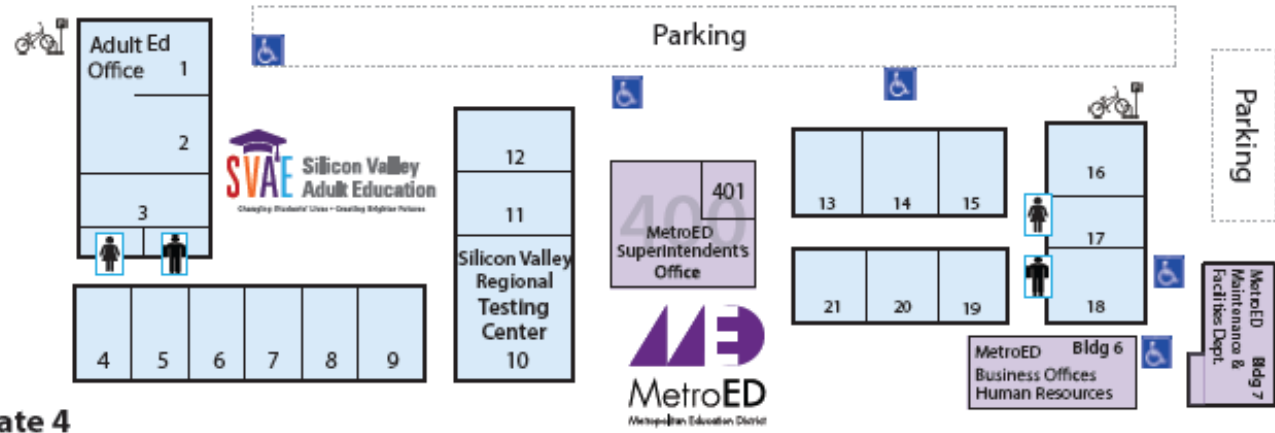 Parking
Adult Ed
Office 1
2
3
SVAE
Silicon Valley
Adult Education
Changing Students' Lives • Creating Brighter Futures
4 5 6 7 8 9
12
11
Silicon Valley
Regional
Testing
Center
10
400
401
MetroED
Superintendent's
Office
MetroED
Metropolitan Education District
13 14 15
21 20 19
16
17
18
Parking
MetroED Bldg 6
Business Offices
Human Resources
MetroED Bldg 7
Maintenance &
Facilities Dept.
ate 4